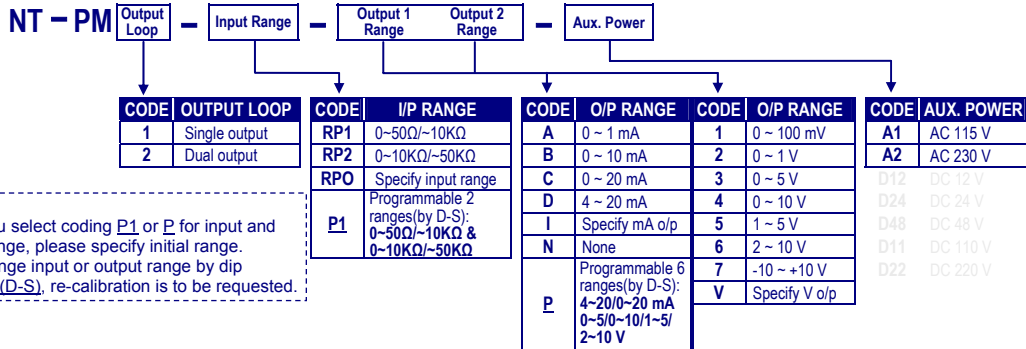 NT – PM Output Loop – Input Range – Output 1 Range Output 2 Range – Aux. Power
CODE OUTPUT LOOP
1 Single output
2 Dual output
CODE I/P RANGE
RP1 0~50Ω/~10KΩ
RP2 0~10KΩ/~50KΩ
RPO Specify input range
P1 Programmable 2
ranges(by D-S):
0~50Ω/~10KΩ &
0~10KΩ/~50KΩ
CODE O/P RANGE
A 0 ~ 1 mA
B 0 ~ 10 mA
C 0 ~ 20 mA
D 4 ~ 20 mA
I Specify mA o/p
N None
P Programmable 6
ranges(by D-S):
4~20/0~20 mA
0~5/0~10/1~5/
2~10 V
CODE O/P RANGE
1 0 ~ 100 mV
2 0 ~ 1 V
3 0 ~ 5 V
4 0 ~ 10 V
5 1 ~ 5 V
6 2 ~ 10 V
7 -10 ~ +10 V
V Specify V o/p
CODE AUX. POWER
A1 AC 115 V
A2 AC 230 V
D12 DC 12 V
D24 DC 24 V
D48 DC 48 V
D11 DC 110 V
D22 DC 220 V
select coding P1 or P for input and
please specify initial range.
input or output range by dip
(D-S), re-calibration is to be requested.